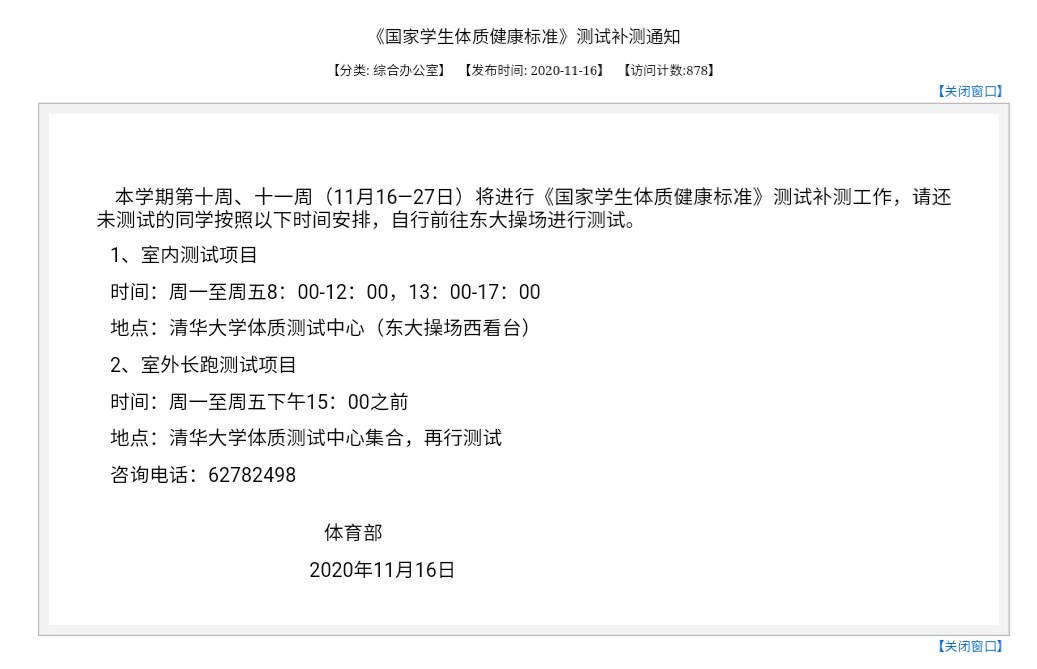 《国家学生体质健康标准》测试补测通知
【分类: 综合办公室】 【发布时间: 2020-11-16】 【访问计数:878】
【关闭窗口】
本学期第十周、十一周（11月16—27日）将进行《国家学生体质健康标准》测试补测工作，请还
未测试的同学按照以下时间安排，自行前往东大操场进行测试。
1、室内测试项目
时间：周一至周五8：00-12：00，13：00-17：00
地点：清华大学体质测试中心（东大操场西看台）
2、室外长跑测试项目
时间：周一至周五下午15：00之前
地点：清华大学体质测试中心集合，再行测试
咨询电话：62782498
体育部
2020年11月16日
【关闭窗口】